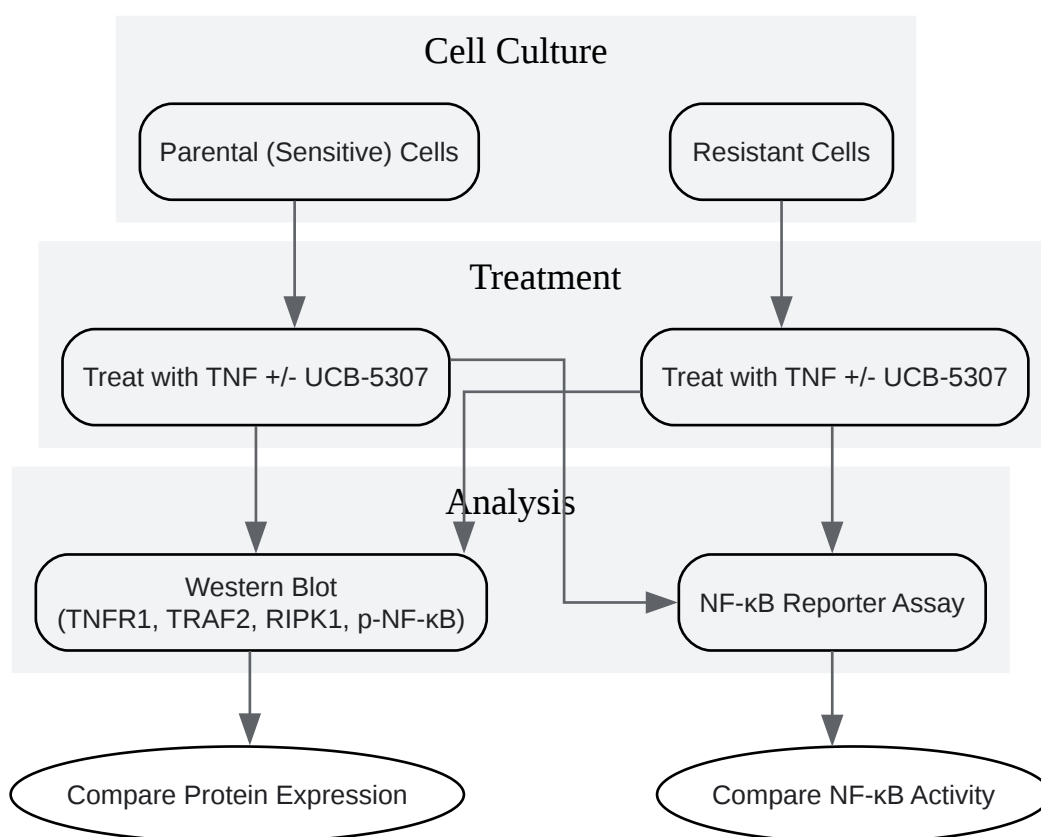 Cell Culture
Parental (Sensitive) Cells
Resistant Cells
Treatment
Treat with TNF +/- UCB-5307
Treat with TNF +/- UCB-5307
Analysis
Western Blot
(TNFR1, TRAF2, RIPK1, p-NF-κB)
NF-κB Reporter Assay
Compare Protein Expression
Compare NF-κB Activity